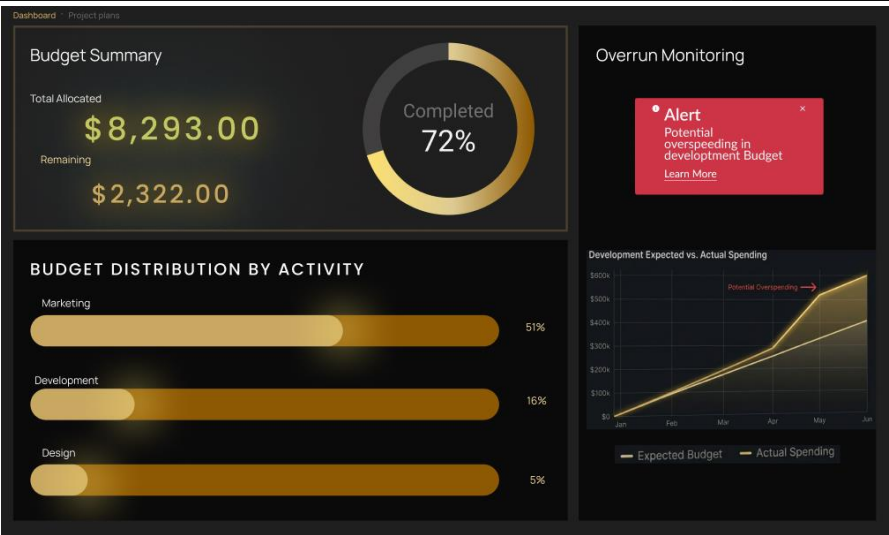 Dashboard * Project plans
Budget Summary
Total Allocated
$8,293.00
Remaining
$2,322.00
Completed
72%
BUDGET DISTRIBUTION BY ACTIVITY
Marketing
51%
Development
16%
Design
5%
Overrun Monitoring
Alert
Potential
overspeeding in
developtment Budget
Learn More
Development Expected vs. Actual Spending
$600k
Potential Overspending
$500k
$400k
$300k
$200k
$100k
$0
Jan Feb Mar Apr May Jun
Expected Budget Actual Spending